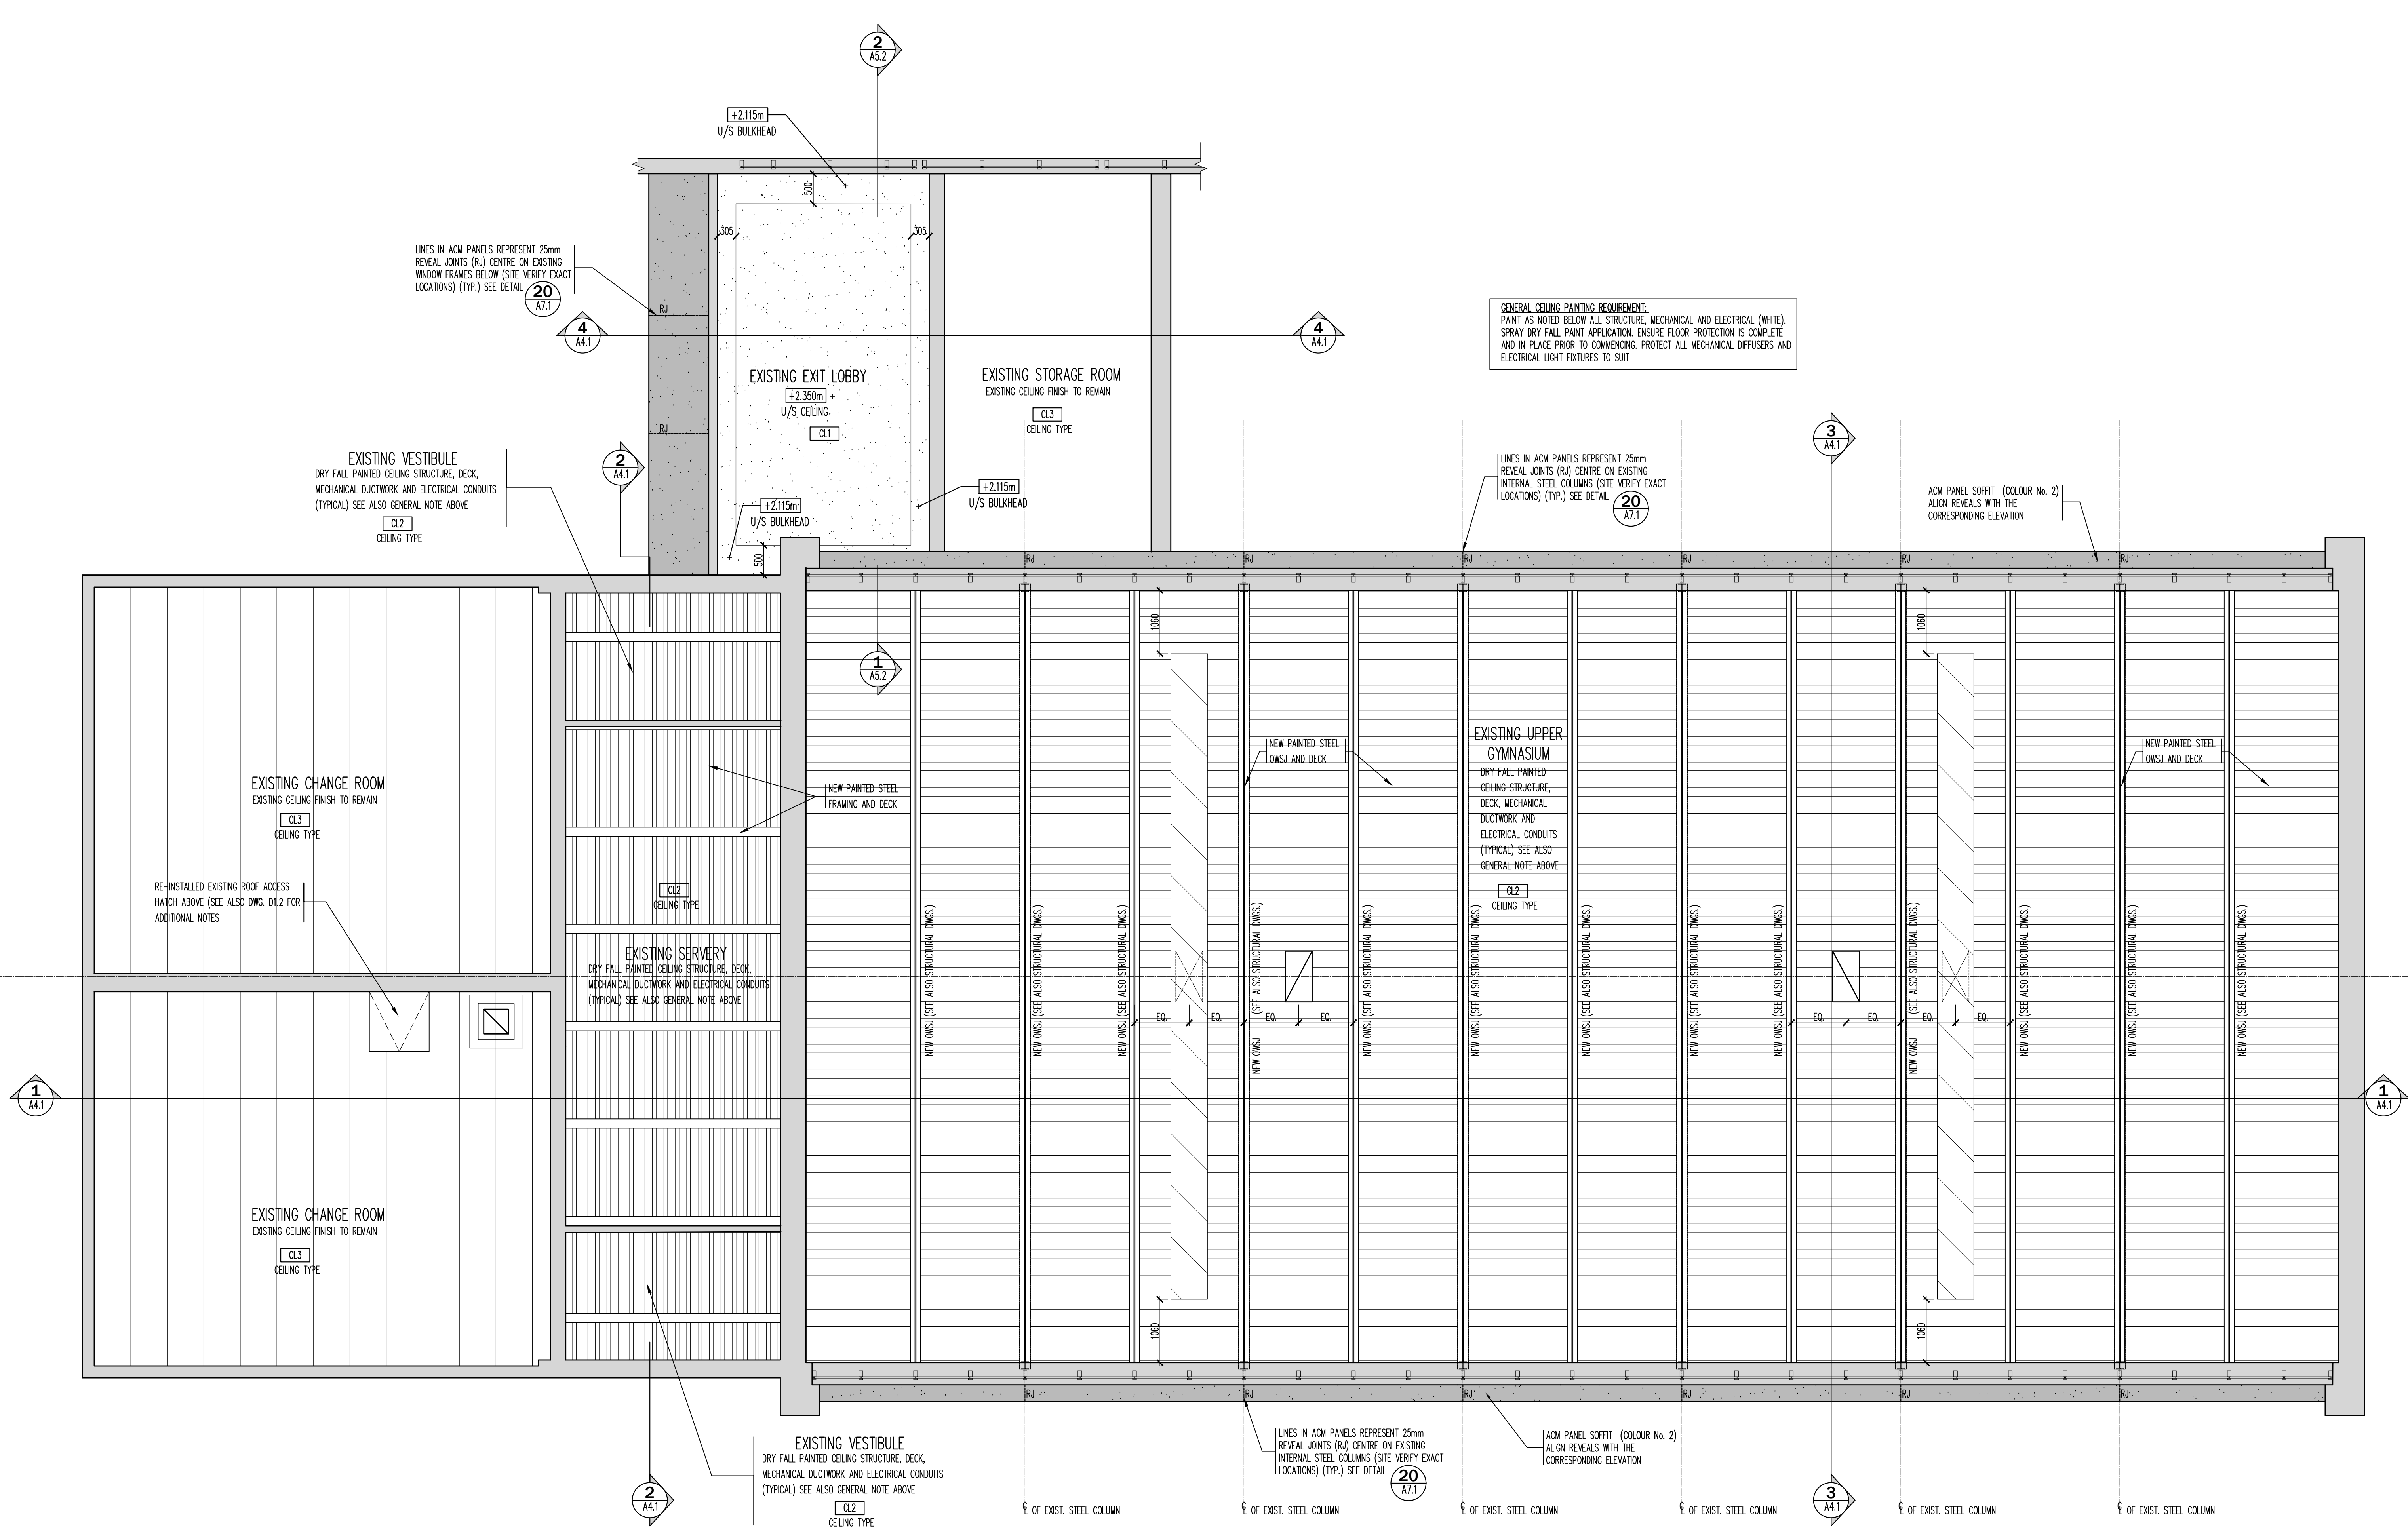 2
A5.2
+2.115m
U/S BULKHEAD
500
305
305
LINES IN ACM PANELS REPRESENT 25mm
REVEAL JOINTS (RJ) CENTRE ON EXISTING
WINDOW FRAMES BELOW (SITE VERIFY EXACT
LOCATIONS) (TYP.) SEE DETAIL
20
A7.1
RJ
RJ
4
A4.1
4
A4.1
GENERAL CEILING PAINTING REQUIREMENT:
PAINT AS NOTED BELOW ALL STRUCTURE, MECHANICAL AND ELECTRICAL (WHITE).
SPRAY DRY FALL PAINT APPLICATION. ENSURE FLOOR PROTECTION IS COMPLETE
AND IN PLACE PRIOR TO COMMENCING. PROTECT ALL MECHANICAL DIFFUSERS AND
ELECTRICAL LIGHT FIXTURES TO SUIT
EXISTING EXIT LOBBY
+2.350m
U/S CEILING
CL1
EXISTING STORAGE ROOM
EXISTING CEILING FINISH TO REMAIN
CL3
CEILING TYPE
EXISTING VESTIBULE
DRY FALL PAINTED CEILING STRUCTURE, DECK,
MECHANICAL DUCTWORK AND ELECTRICAL CONDUITS
(TYPICAL) SEE ALSO GENERAL NOTE ABOVE
CL2
CEILING TYPE
2
A4.1
+2.115m
U/S BULKHEAD
+2.115m
U/S BULKHEAD
500
LINES IN ACM PANELS REPRESENT 25mm
REVEAL JOINTS (RJ) CENTRE ON EXISTING
INTERNAL STEEL COLUMNS (SITE VERIFY EXACT
LOCATIONS) (TYP.) SEE DETAIL
20
A7.1
3
A4.1
ACM PANEL SOFFIT (COLOUR No. 2)
ALIGN REVEALS WITH THE
CORRESPONDING ELEVATION
RJ
RJ
RJ
RJ
RJ
RJ
1060
1060
1
A5.2
EXISTING CHANGE ROOM
EXISTING CEILING FINISH TO REMAIN
CL3
CEILING TYPE
NEW PAINTED STEEL
FRAMING AND DECK
NEW PAINTED STEEL
OWSJ AND DECK
EXISTING UPPER
GYMNASIUM
DRY FALL PAINTED
CEILING STRUCTURE,
DECK, MECHANICAL
DUCTWORK AND
ELECTRICAL CONDUITS
(TYPICAL) SEE ALSO
GENERAL NOTE ABOVE
CL2
CEILING TYPE
NEW PAINTED STEEL
OWSJ AND DECK
RE-INSTALLED EXISTING ROOF ACCESS
HATCH ABOVE (SEE ALSO DWG. D1.2 FOR
ADDITIONAL NOTES
CL2
CEILING TYPE
EXISTING SERVERY
DRY FALL PAINTED CEILING STRUCTURE, DECK,
MECHANICAL DUCTWORK AND ELECTRICAL CONDUITS
(TYPICAL) SEE ALSO GENERAL NOTE ABOVE
NEW OWSJ (SEE ALSO STRUCTURAL DWGS.)
NEW OWSJ (SEE ALSO STRUCTURAL DWGS.)
NEW OWSJ (SEE ALSO STRUCTURAL DWGS.)
NEW OWSJ (SEE ALSO STRUCTURAL DWGS.)
NEW OWSJ (SEE ALSO STRUCTURAL DWGS.)
NEW OWSJ (SEE ALSO STRUCTURAL DWGS.)
NEW OWSJ (SEE ALSO STRUCTURAL DWGS.)
NEW OWSJ (SEE ALSO STRUCTURAL DWGS.)
NEW OWSJ (SEE ALSO STRUCTURAL DWGS.)
NEW OWSJ (SEE ALSO STRUCTURAL DWGS.)
NEW OWSJ (SEE ALSO STRUCTURAL DWGS.)
NEW OWSJ (SEE ALSO STRUCTURAL DWGS.)
NEW OWSJ (SEE ALSO STRUCTURAL DWGS.)
EQ. EQ. EQ. EQ.
EQ. EQ. EQ. EQ.
1
A4.1
1
A4.1
EXISTING CHANGE ROOM
EXISTING CEILING FINISH TO REMAIN
CL3
CEILING TYPE
1060
1060
RJ
RJ
RJ
RJ
RJ
RJ
EXISTING VESTIBULE
DRY FALL PAINTED CEILING STRUCTURE, DECK,
MECHANICAL DUCTWORK AND ELECTRICAL CONDUITS
(TYPICAL) SEE ALSO GENERAL NOTE ABOVE
CL2
CEILING TYPE
2
A4.1
LINES IN ACM PANELS REPRESENT 25mm
REVEAL JOINTS (RJ) CENTRE ON EXISTING
INTERNAL STEEL COLUMNS (SITE VERIFY EXACT
LOCATIONS) (TYP.) SEE DETAIL
20
A7.1
ACM PANEL SOFFIT (COLOUR No. 2)
ALIGN REVEALS WITH THE
CORRESPONDING ELEVATION
3
A4.1
℄ OF EXIST. STEEL COLUMN
℄ OF EXIST. STEEL COLUMN
℄ OF EXIST. STEEL COLUMN
℄ OF EXIST. STEEL COLUMN
℄ OF EXIST. STEEL COLUMN
℄ OF EXIST. STEEL COLUMN